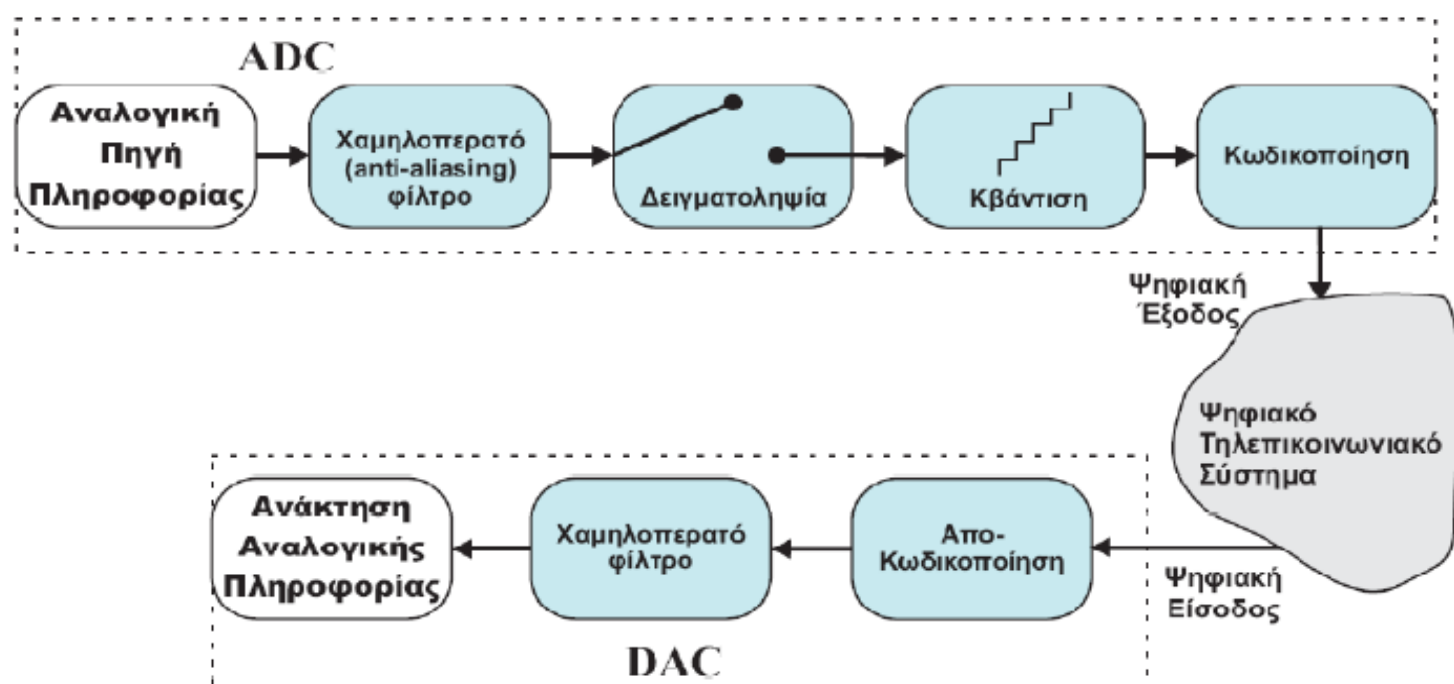 ADC
Αναλογική
Πηγή
Πληροφορίας
Χαμηλοπερατό
(anti-aliasing)
φίλτρο
Δειγματοληψία
Κβάντιση
Κωδικοποίηση
Ψηφιακή
Έξοδος
Ψηφιακό
Τηλεπικοινωνιακό
Σύστημα
Ανάκτηση
Αναλογικής
Πληροφορίας
Χαμηλοπερατό
φίλτρο
Απο-
Κωδικοποίηση
Ψηφιακή
Είσοδος
DAC